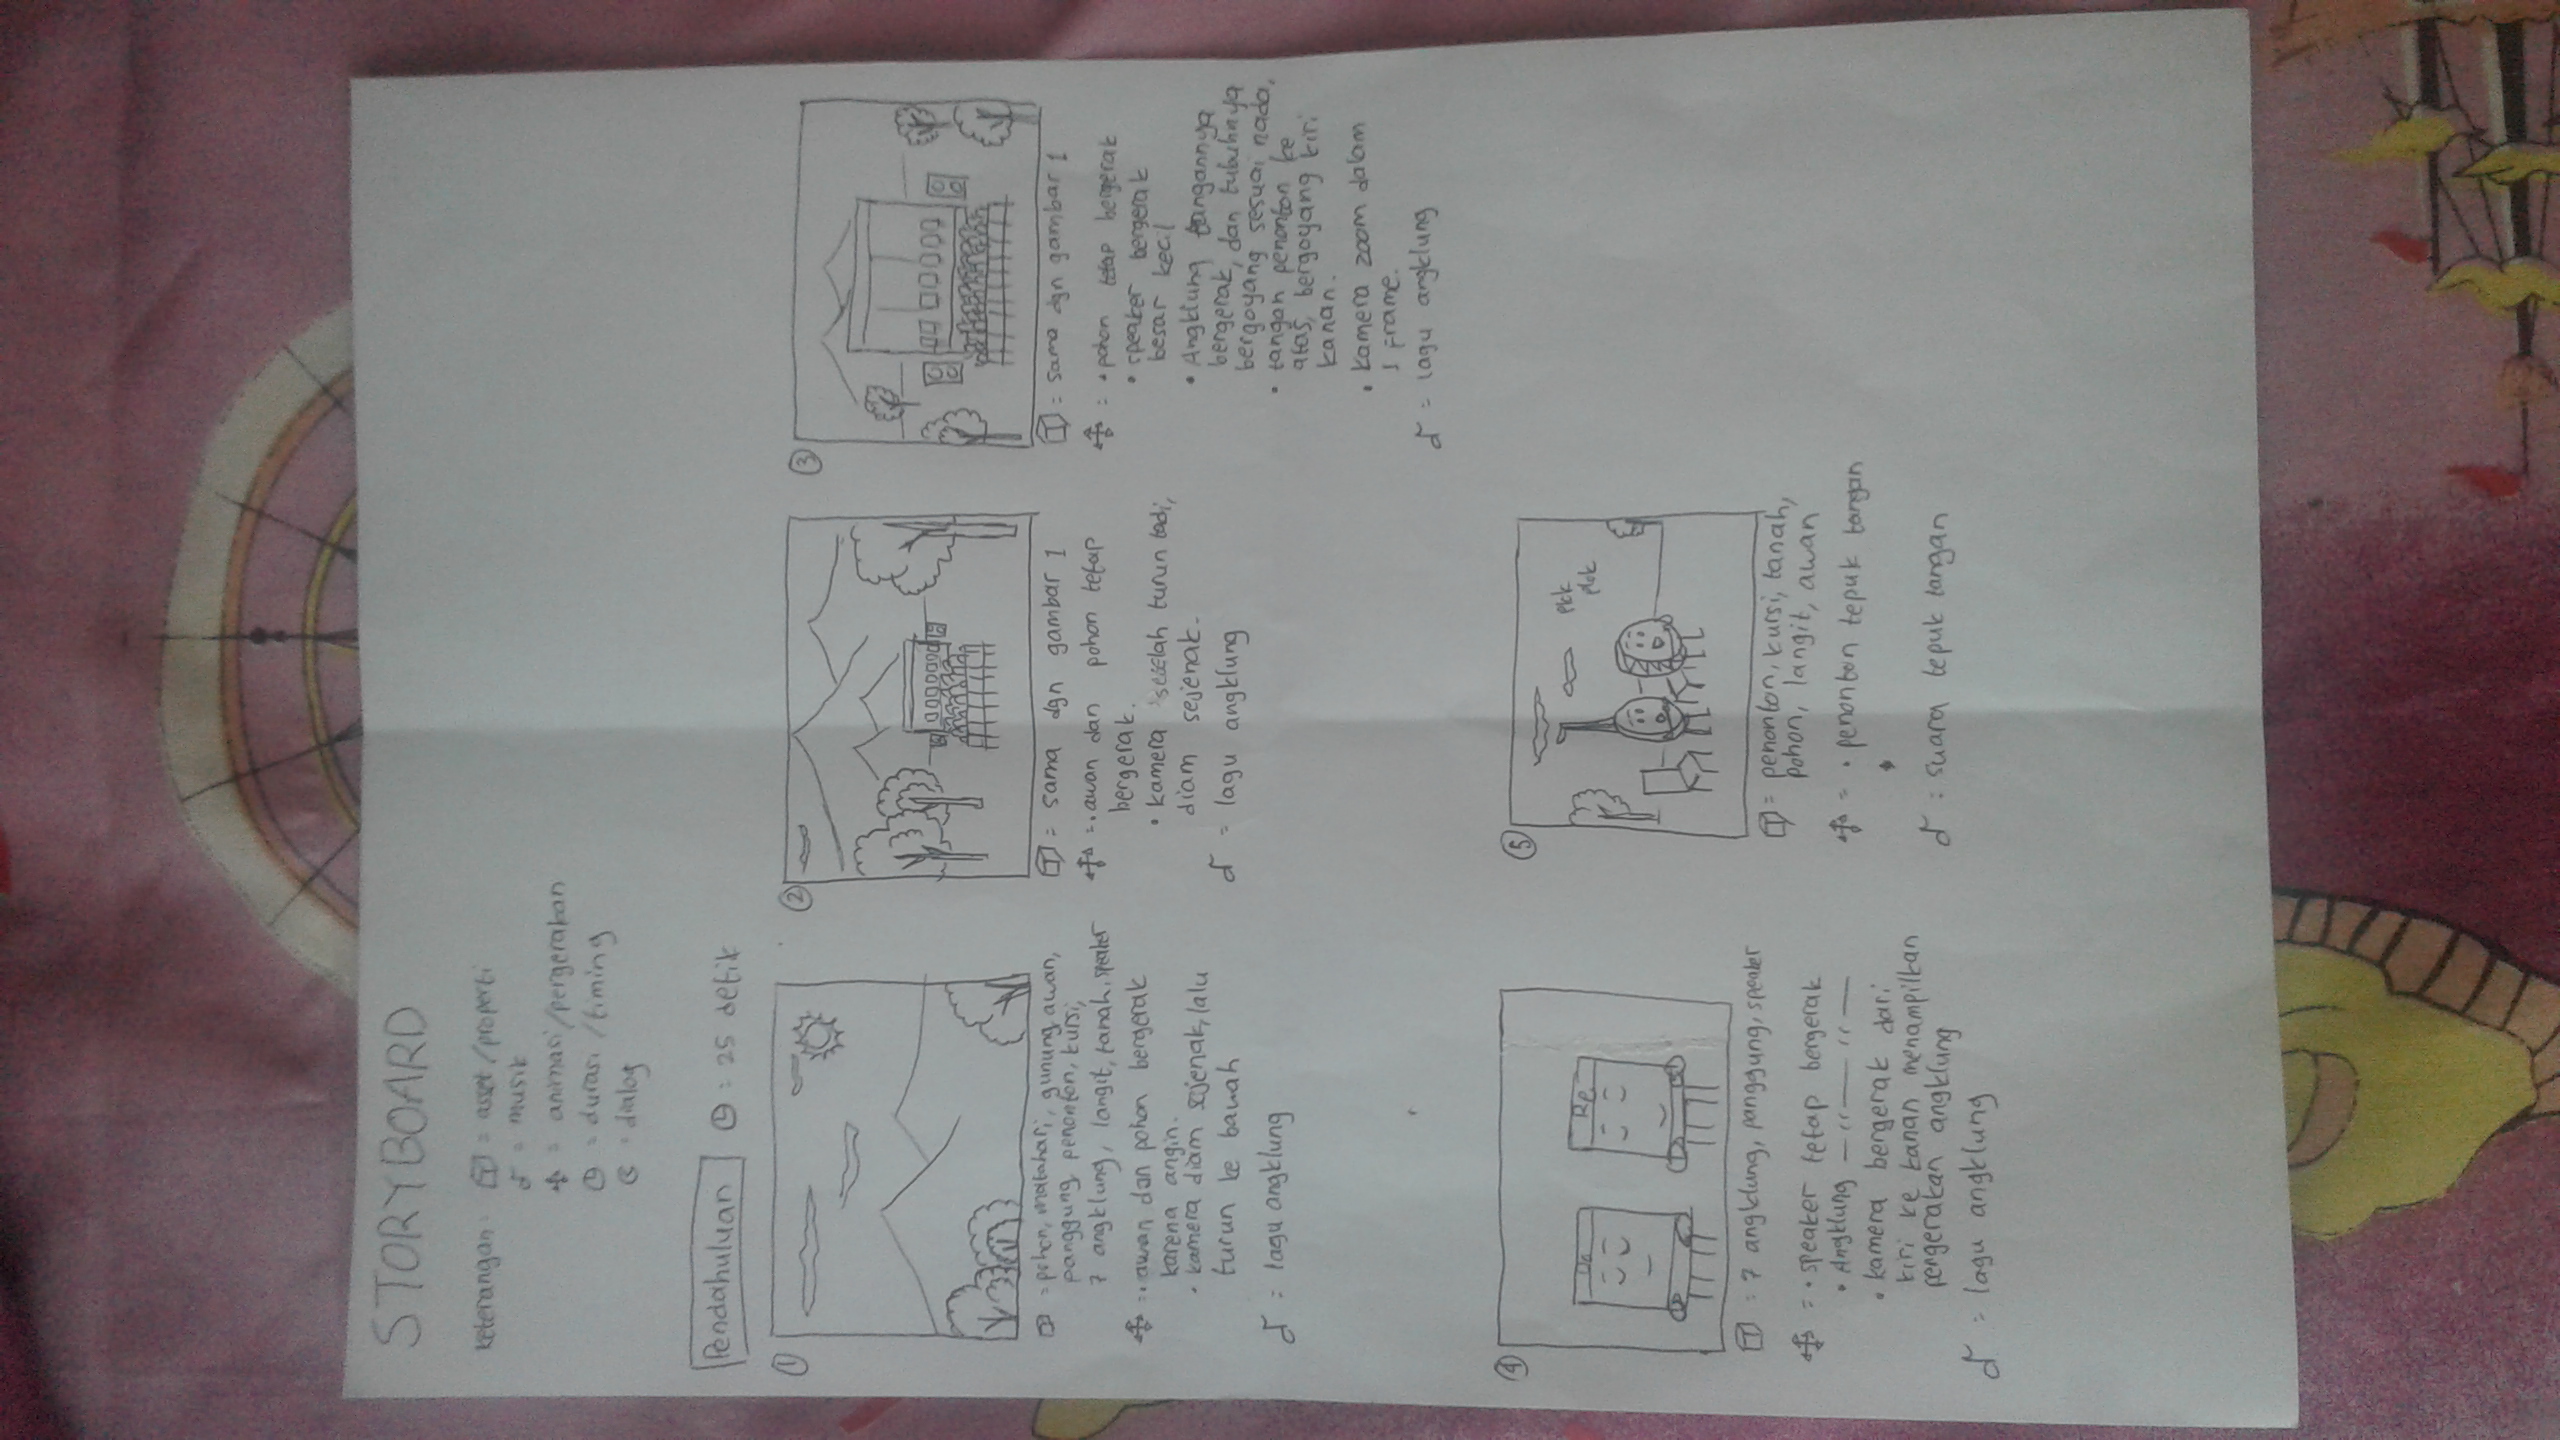 STORYBOARD
Keterangan : = asset/properti
= musik
= animasi/pergerakan
= durasi/timing
= dialog
Pendahuluan : 25 detik
1
= pohon, matahari, gunung, awan,
panggung, penonton, kursi,
7 angklung, langit, tanah, speaker
= • awan dan pohon bergerak
karena angin.
• kamera diam sejenak, lalu
turun ke bawah
= lagu angklung
2
= sama dgn gambar 1
= • awan dan pohon tetap
bergerak.
• kamera setelah turun tadi,
diam sejenak.
= lagu angklung
3
= sama dgn gambar 1
= • pohon tetap bergerak
• speaker bergerak
besar kecil
• Angklung tangannya
bergerak, dan tubuhnya
bergoyang sesuai nada,
• tangan penonton ke
atas, bergoyang kiri
kanan.
• kamera zoom dalam
1 frame.
= lagu angklung
4
Do Re
= 7 angklung, panggung, speaker
= • speaker tetap bergerak
• Angklung — ıı — ıı —
• kamera bergerak dari
kiri ke kanan menampilkan
pergerakan angklung
= lagu angklung
5
plok
plok
= penonton, kursi, tanah,
pohon, langit, awan
= • penonton tepuk tangan
= suara tepuk tangan